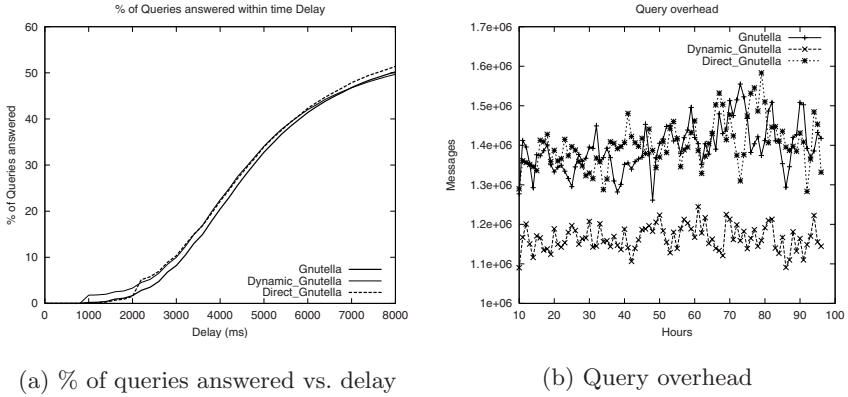 % of Queries answered within time Delay
% of Queries answered
60
50
40
30
20
10
0
0 1000 2000 3000 4000 5000 6000 7000 8000
Delay (ms)
Gnutella
Dynamic_Gnutella
Direct_Gnutella
(a) % of queries answered vs. delay
Query overhead
Messages
1.7e+06
1.6e+06
1.5e+06
1.4e+06
1.3e+06
1.2e+06
1.1e+06
1e+06
10 20 30 40 50 60 70 80 90 100
Hours
Gnutella
Dynamic_Gnutella
Direct_Gnutella
(b) Query overhead